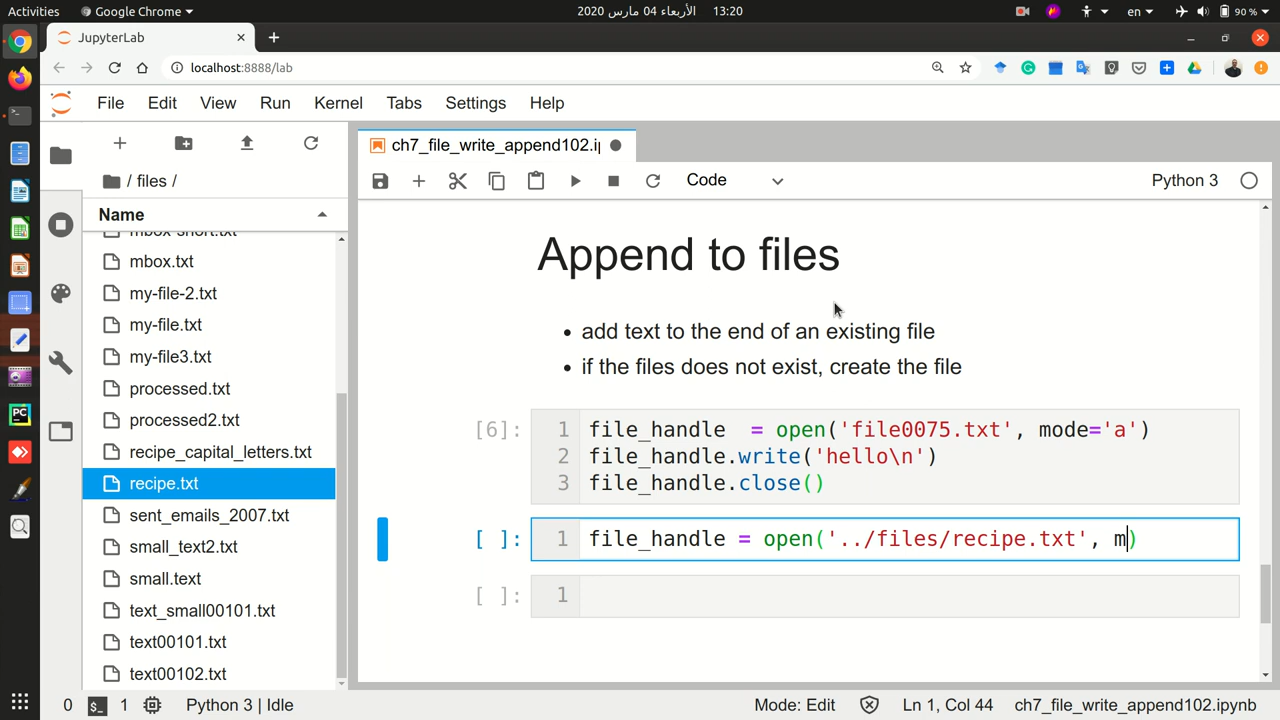 Activities Google Chrome الأربعاء 04 مارس 2020 13:20 en 90 %
JupyterLab
localhost:8888/lab
File Edit View Run Kernel Tabs Settings Help
ch7_file_write_append102.i
/ files /
Code
Python 3
Name
mbox-short.txt
mbox.txt
my-file-2.txt
my-file.txt
my-file3.txt
processed.txt
processed2.txt
recipe_capital_letters.txt
recipe.txt
sent_emails_2007.txt
small_text2.txt
small.text
text_small00101.txt
text00101.txt
text00102.txt
Append to files
• add text to the end of an existing file
• if the files does not exist, create the file
[6]: 1 file_handle  = open('file0075.txt', mode='a')
2 file_handle.write('hello\n')
3 file_handle.close()
[ ]: 1 file_handle = open('../files/recipe.txt', m)
[ ]: 1
0 $_ 1 Python 3 | Idle Mode: Edit Ln 1, Col 44 ch7_file_write_append102.ipynb